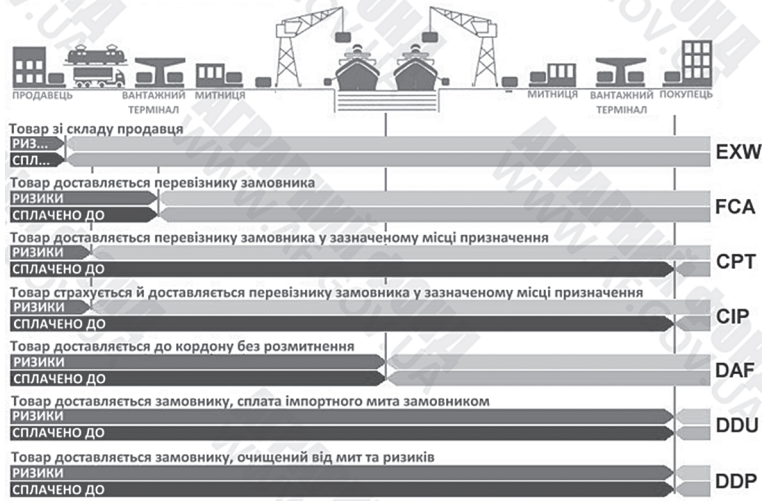 ПРОДАВЕЦЬ
ВАНТАЖНИЙ
ТЕРМІНАЛ
МИТНИЦЯ
МИТНИЦЯ
ВАНТАЖНИЙ
ТЕРМІНАЛ
ПОКУПЕЦЬ
Товар зі складу продавця
РИЗ...
СПЛ...
EXW
Товар доставляється перевізнику замовника
РИЗИКИ
СПЛАЧЕНО ДО
FCA
Товар доставляється перевізнику замовника у зазначеному місці призначення
РИЗИКИ
СПЛАЧЕНО ДО
CPT
Товар страхується й доставляється перевізнику замовника у зазначеному місці призначення
РИЗИКИ
СПЛАЧЕНО ДО
CIP
Товар доставляється до кордону без розмитнення
РИЗИКИ
СПЛАЧЕНО ДО
DAF
Товар доставляється замовнику, сплата імпортного мита замовником
РИЗИКИ
СПЛАЧЕНО ДО
DDU
Товар доставляється замовнику, очищений від мит та ризиків
РИЗИКИ
СПЛАЧЕНО ДО
DDP